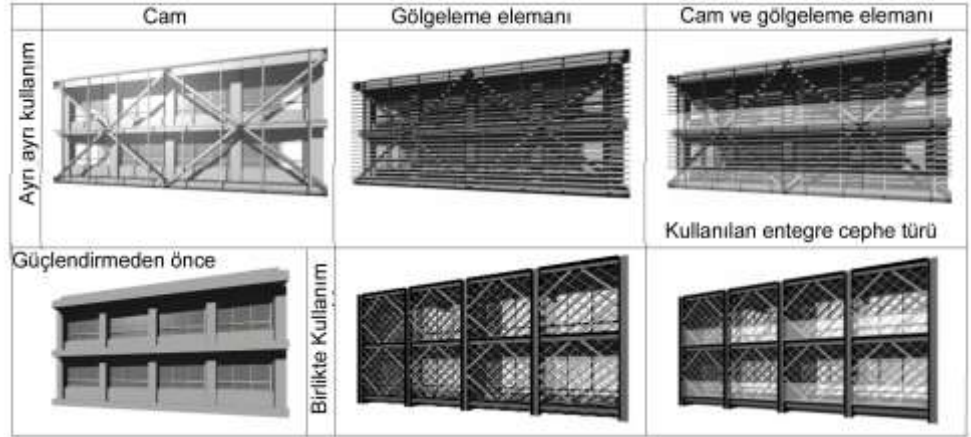 Cam
Gölgeleme elemanı
Cam ve gölgeleme elemanı
Ayrı ayrı kullanım
Kullanılan entegre cephe türü
Güçlendirmeden önce
Birlikte Kullanım